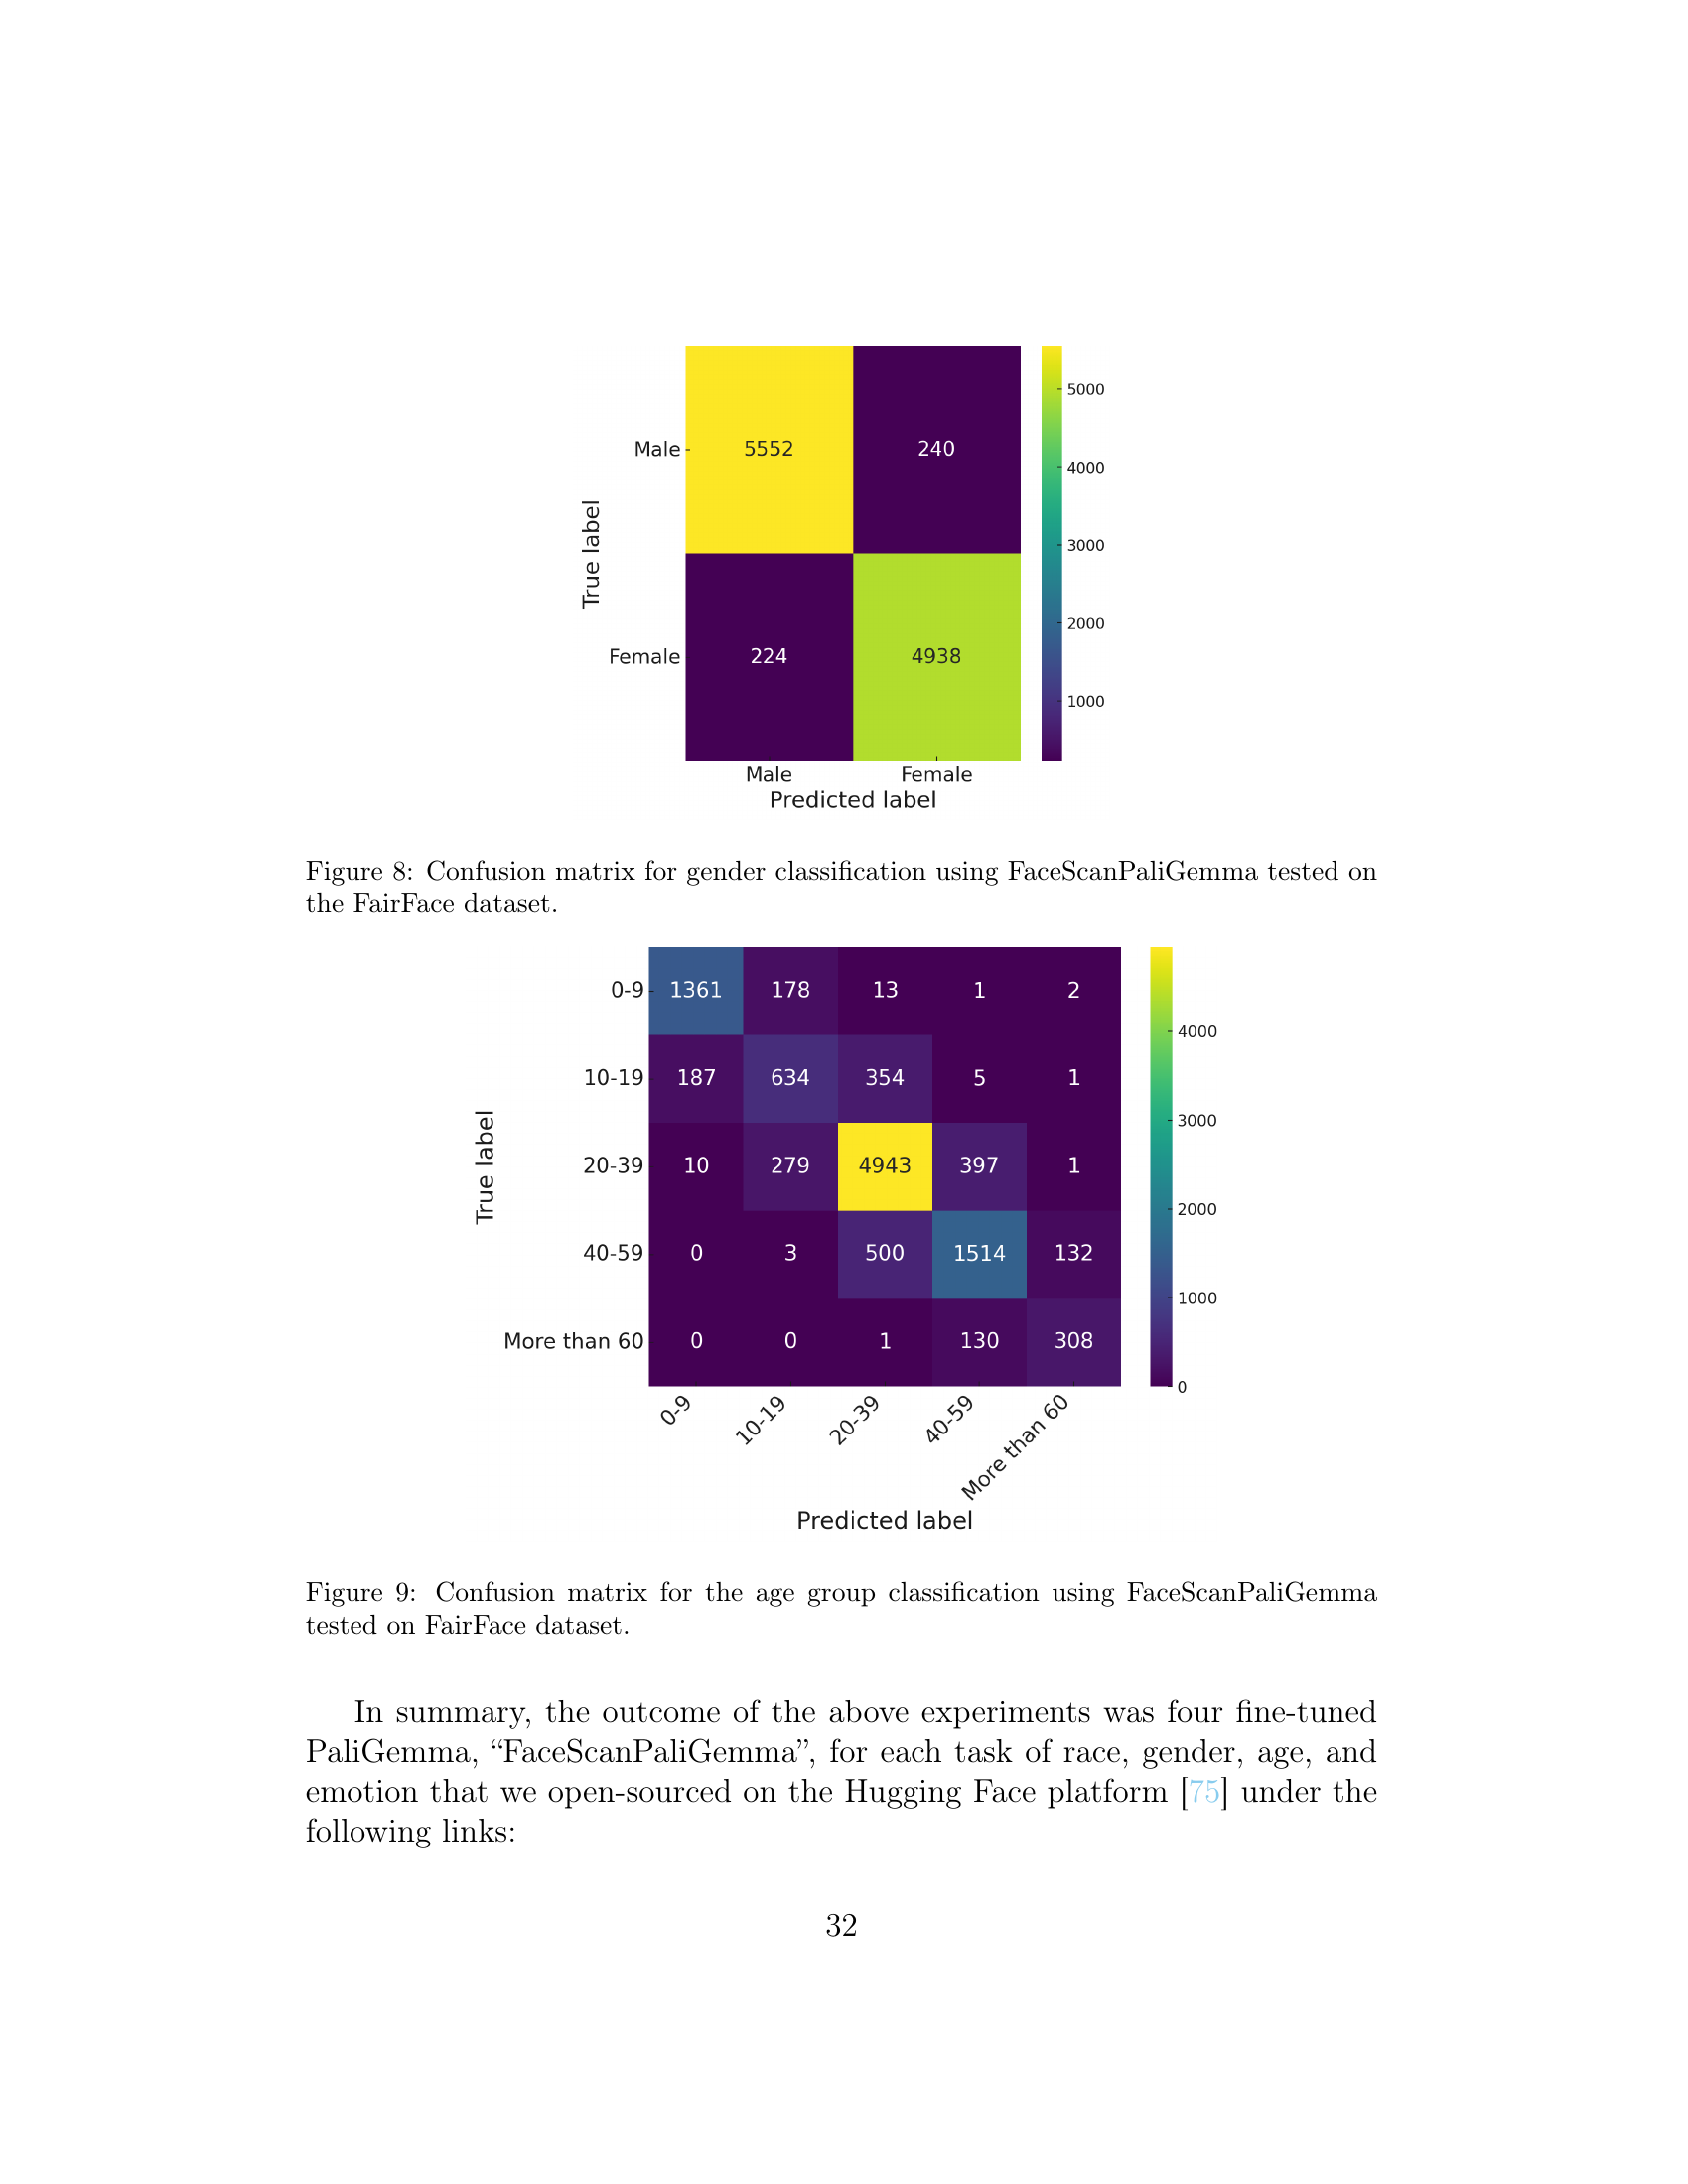 5000
Male 5552 240
4000
3000
True label
2000
Female 224 4938
1000
Male Female
Predicted label
Figure 8: Confusion matrix for gender classification using FaceScanPaliGemma tested on
the FairFace dataset.
0-9 1361 178 13 1 2
4000
10-19 187 634 354 5 1
3000
True label
20-39 10 279 4943 397 1
2000
40-59 0 3 500 1514 132
1000
More than 60 0 0 1 130 308
0
0-9 10-19 20-39 40-59 More than 60
Predicted label
Figure 9: Confusion matrix for the age group classification using FaceScanPaliGemma
tested on FairFace dataset.
In summary, the outcome of the above experiments was four fine-tuned
PaliGemma, “FaceScanPaliGemma”, for each task of race, gender, age, and
emotion that we open-sourced on the Hugging Face platform [75] under the
following links:
32